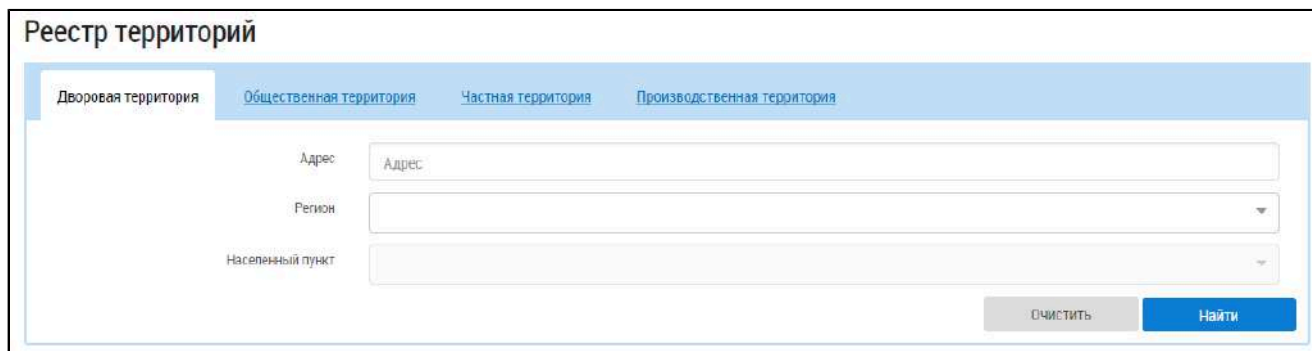 Реестр территорий
Дворовая территория Общественная территория Частная территория Производственная территория
Адрес Адрес
Регион
Населенный пункт
Очистить Найти